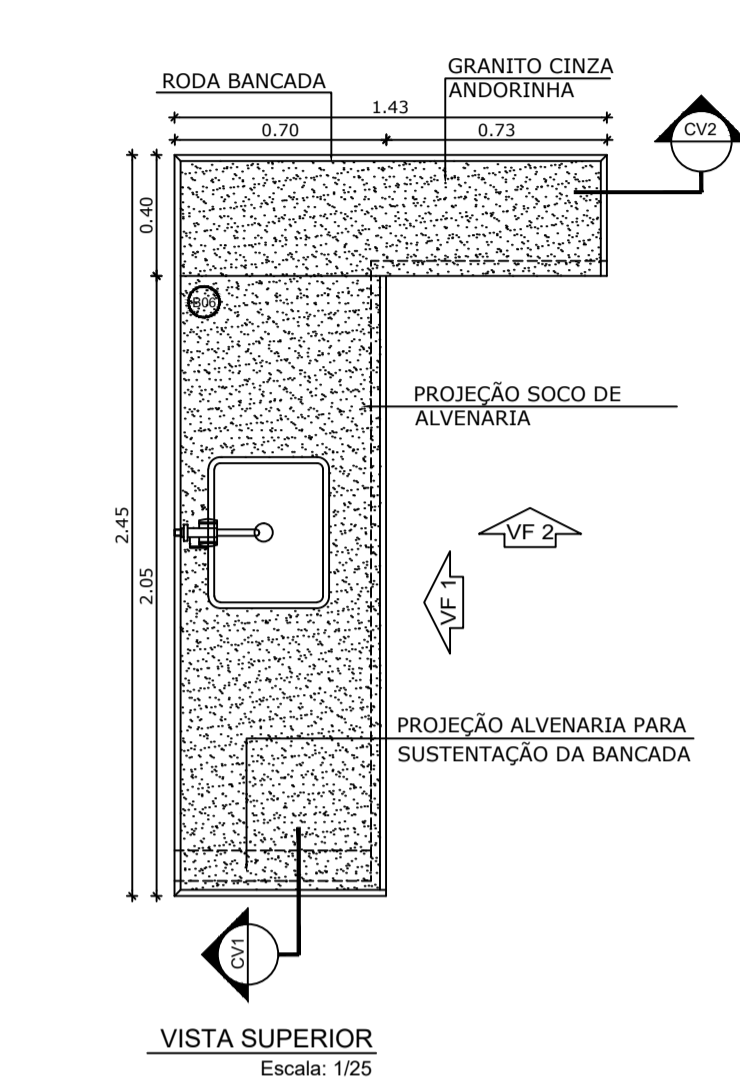 RODA BANCADA
GRANITO CINZA
ANDORINHA
1.43
0.70
0.73
CV2
0.40
B06
PROJEÇÃO SOCO DE
ALVENARIA
2.45
2.05
VF 2
VF 1
PROJEÇÃO ALVENARIA PARA
SUSTENTAÇÃO DA BANCADA
CV1
VISTA SUPERIOR
Escala: 1/25